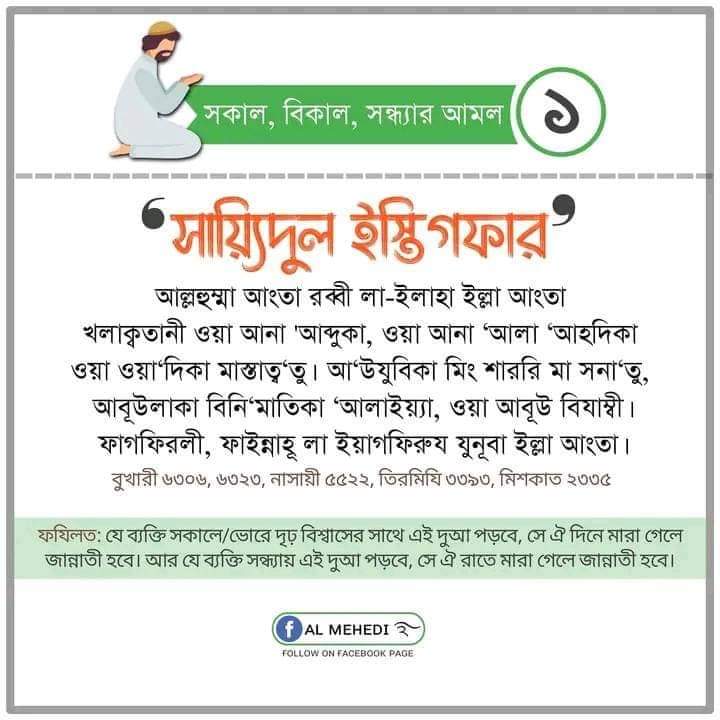 সকাল, বিকাল, সন্ধ্যার আমল
১
‘সায়্যিদুল ইস্তিগফার’
আল্লহুম্মা আংতা রব্বী লা-ইলাহা ইল্লা আংতা
খলাক্বতানী ওয়া আনা 'আব্দুকা, ওয়া আনা ‘আলা ‘আহদিকা
ওয়া ওয়া‘দিকা মাস্তাত্ব‘তু। আ‘উযুবিকা মিং শাররি মা সনা‘তু,
আবূউলাকা বিনি‘মাতিকা ‘আলাইয়্যা, ওয়া আবূউ বিযাম্বী।
ফাগফিরলী, ফাইন্নাহূ লা ইয়াগফিরুয যুনূবা ইল্লা আংতা।
বুখারী ৬৩০৬, ৬৩২৩, নাসায়ী ৫৫২২, তিরমিযি ৩৩৯৩, মিশকাত ২৩৩৫
ফযিলত: যে ব্যক্তি সকালে/ভোরে দৃঢ় বিশ্বাসের সাথে এই দুআ পড়বে, সে ঐ দিনে মারা গেলে
জান্নাতী হবে। আর যে ব্যক্তি সন্ধ্যায় এই দুআ পড়বে, সে ঐ রাতে মারা গেলে জান্নাতী হবে।
f AL MEHEDI
FOLLOW ON FACEBOOK PAGE